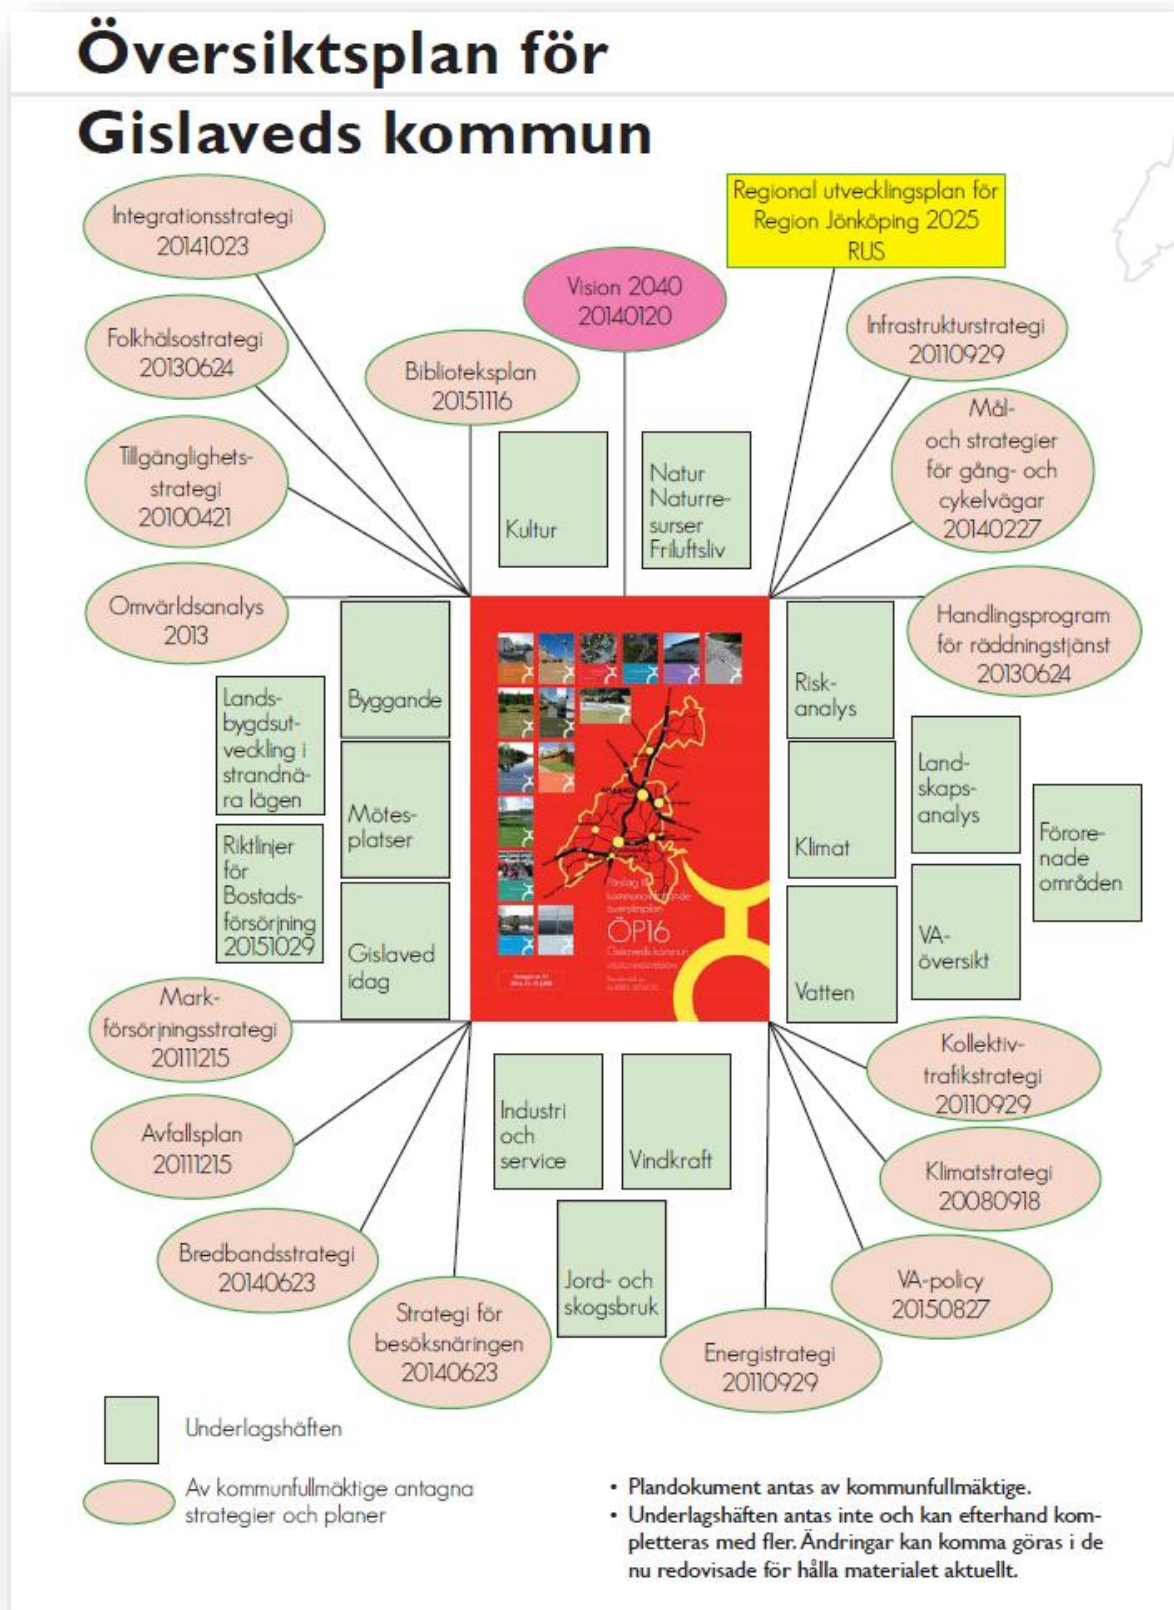 Översiktsplan för
Gislaveds kommun
Integrationsstrategi
20141023
Regional utvecklingsplan för
Region Jönköping 2025
RUS
Vision 2040
20140120
Folkhälsostrategi
20130624
Infrastrukturstrategi
20110929
Biblioteksplan
20151116
Mål-
och strategier
för gång- och
cykelvägar
20140227
Tillgänglighets-
strategi
20100421
Kultur
Natur
Naturre-
surser
Friluftsliv
Omvärldsanalys
2013
Handlingsprogram
för räddningstjänst
20130624
Byggande
Risk-
analys
Lands-
bygdsut-
veckling i
strandnä-
ra lägen
Mötes-
platser
Klimat
Land-
skaps-
analys
Förore-
nade
områden
Riktlinjer
för
Bostads-
försörjning
20151029
Gislaved
idag
Förslag till
kommunomfattande
översiktsplan
ÖP16
Gislaveds kommun
Vatten
VA-
översikt
Mark-
försörjningsstrategi
20111215
Kollektiv-
trafikstrategi
20110929
Avfallsplan
20111215
Industri
och
service
Vindkraft
Klimatstrategi
20080918
Bredbandsstrategi
20140623
Jord- och
skogsbruk
VA-policy
20150827
Strategi för
besöksnäringen
20140623
Energistrategi
20110929
Underlagshäften
Av kommunfullmäktige antagna
strategier och planer
• Plandokument antas av kommunfullmäktige.
• Underlagshäften antas inte och kan efterhand kom-
pletteras med fler. Ändringar kan komma göras i de
nu redovisade för hålla materialet aktuellt.